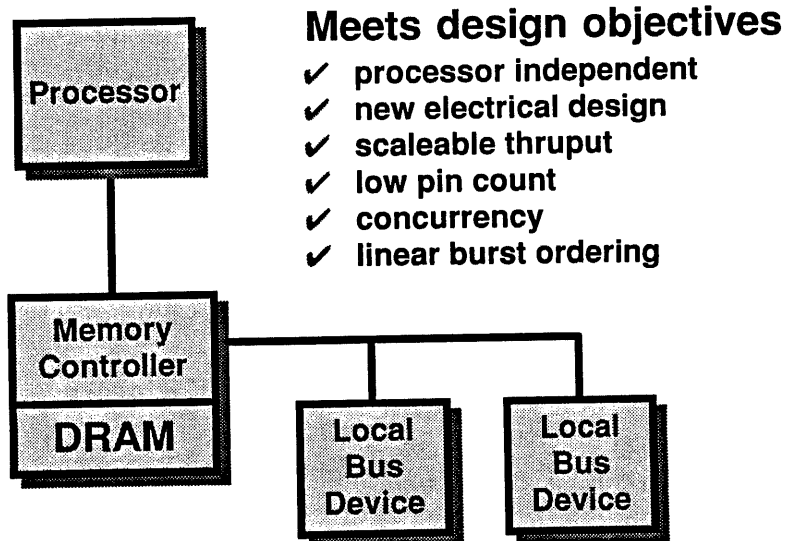 Meets design objectives
✓ processor independent
✓ new electrical design
✓ scaleable thruput
✓ low pin count
✓ concurrency
✓ linear burst ordering
Processor
Memory
Controller
DRAM
Local
Bus
Device
Local
Bus
Device